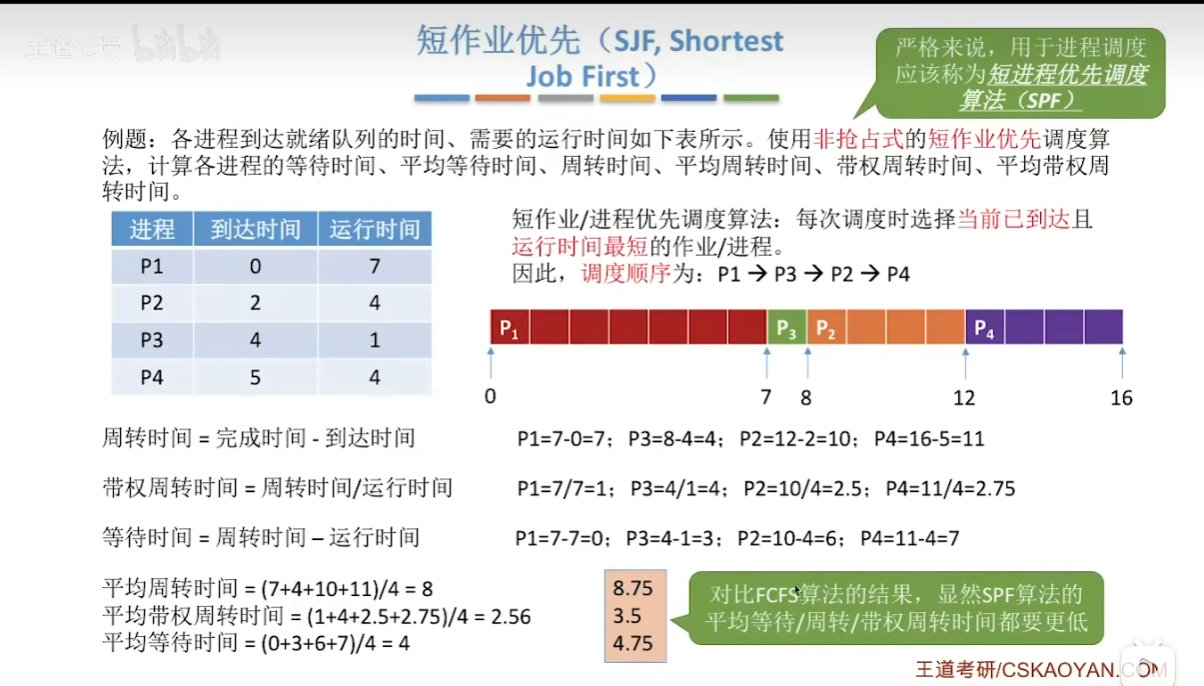 王道论坛 bilibili
短作业优先（SJF, Shortest
Job First）
严格来说，用于进程调度
应该称为短进程优先调度
算法（SPF）
例题：各进程到达就绪队列的时间、需要的运行时间如下表所示。使用非抢占式的短作业优先调度算
法，计算各进程的等待时间、平均等待时间、周转时间、平均周转时间、带权周转时间、平均带权周
转时间。
进程 到达时间 运行时间
P1 0 7
P2 2 4
P3 4 1
P4 5 4
短作业/进程优先调度算法：每次调度时选择当前已到达且
运行时间最短的作业/进程。
因此，调度顺序为：P1 → P3 → P2 → P4
P1 P3 P2 P4
0 7 8 12 16
周转时间 = 完成时间 - 到达时间 P1=7-0=7；P3=8-4=4；P2=12-2=10；P4=16-5=11
带权周转时间 = 周转时间/运行时间 P1=7/7=1；P3=4/1=4；P2=10/4=2.5；P4=11/4=2.75
等待时间 = 周转时间 – 运行时间 P1=7-7=0；P3=4-1=3；P2=10-4=6；P4=11-4=7
平均周转时间 = (7+4+10+11)/4 = 8
平均带权周转时间 = (1+4+2.5+2.75)/4 = 2.56
平均等待时间 = (0+3+6+7)/4 = 4
8.75
3.5
4.75
对比FCFS算法的结果，显然SPF算法的
平均等待/周转/带权周转时间都要更低
王道考研/CSKAOYAN.COM